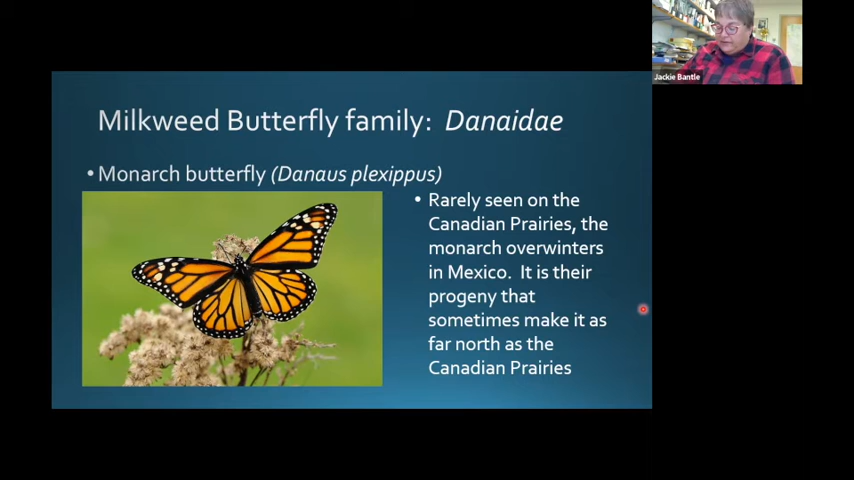 Jackie Bantle
Milkweed Butterfly family: Danaidae
• Monarch butterfly (Danaus plexippus)
• Rarely seen on the
Canadian Prairies, the
monarch overwinters
in Mexico. It is their
progeny that
sometimes make it as
far north as the
Canadian Prairies